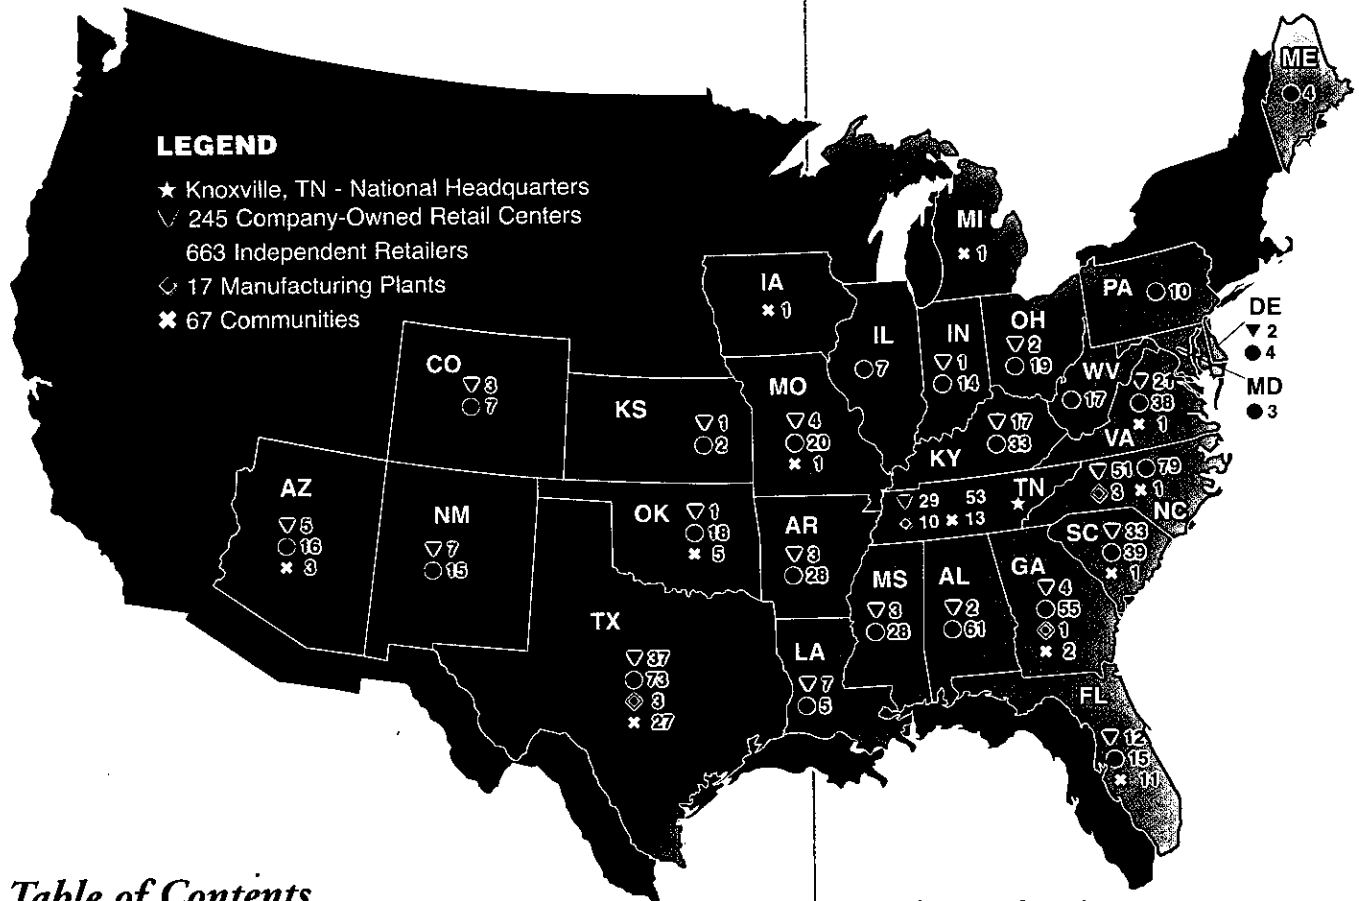 LEGEND
★ Knoxville, TN - National Headquarters
▽ 245 Company-Owned Retail Centers
663 Independent Retailers
◇ 17 Manufacturing Plants
✖ 67 Communities
ME
○ 4
MI
✖ 1
IA
✖ 1
PA ○ 10
DE
▼ 2
● 4
MD
● 3
IL
○ 7
IN
▽ 1
○ 14
OH
▽ 2
○ 19
WV
○ 17
▽ 21
○ 38
✖ 1
VA
CO
▽ 3
○ 7
KS
▽ 1
○ 2
MO
▽ 4
○ 20
✖ 1
▽ 17
○ 33
KY
AZ
▽ 5
○ 16
✖ 3
NM
▽ 7
○ 15
OK
▽ 1
○ 18
✖ 5
AR
▽ 3
○ 28
TN
★
▽ 29 53
◇ 10 ✖ 13
▽ 51 ○ 79
◇ 3 ✖ 1
NC
SC
▽ 33
○ 39
✖ 1
MS
▽ 3
○ 28
AL
▽ 2
○ 61
GA
▽ 4
○ 55
◇ 1
✖ 2
TX
▽ 37
○ 73
◇ 3
✖ 27
LA
▽ 7
○ 5
FL
▽ 12
○ 15
✖ 11
Table of Contents